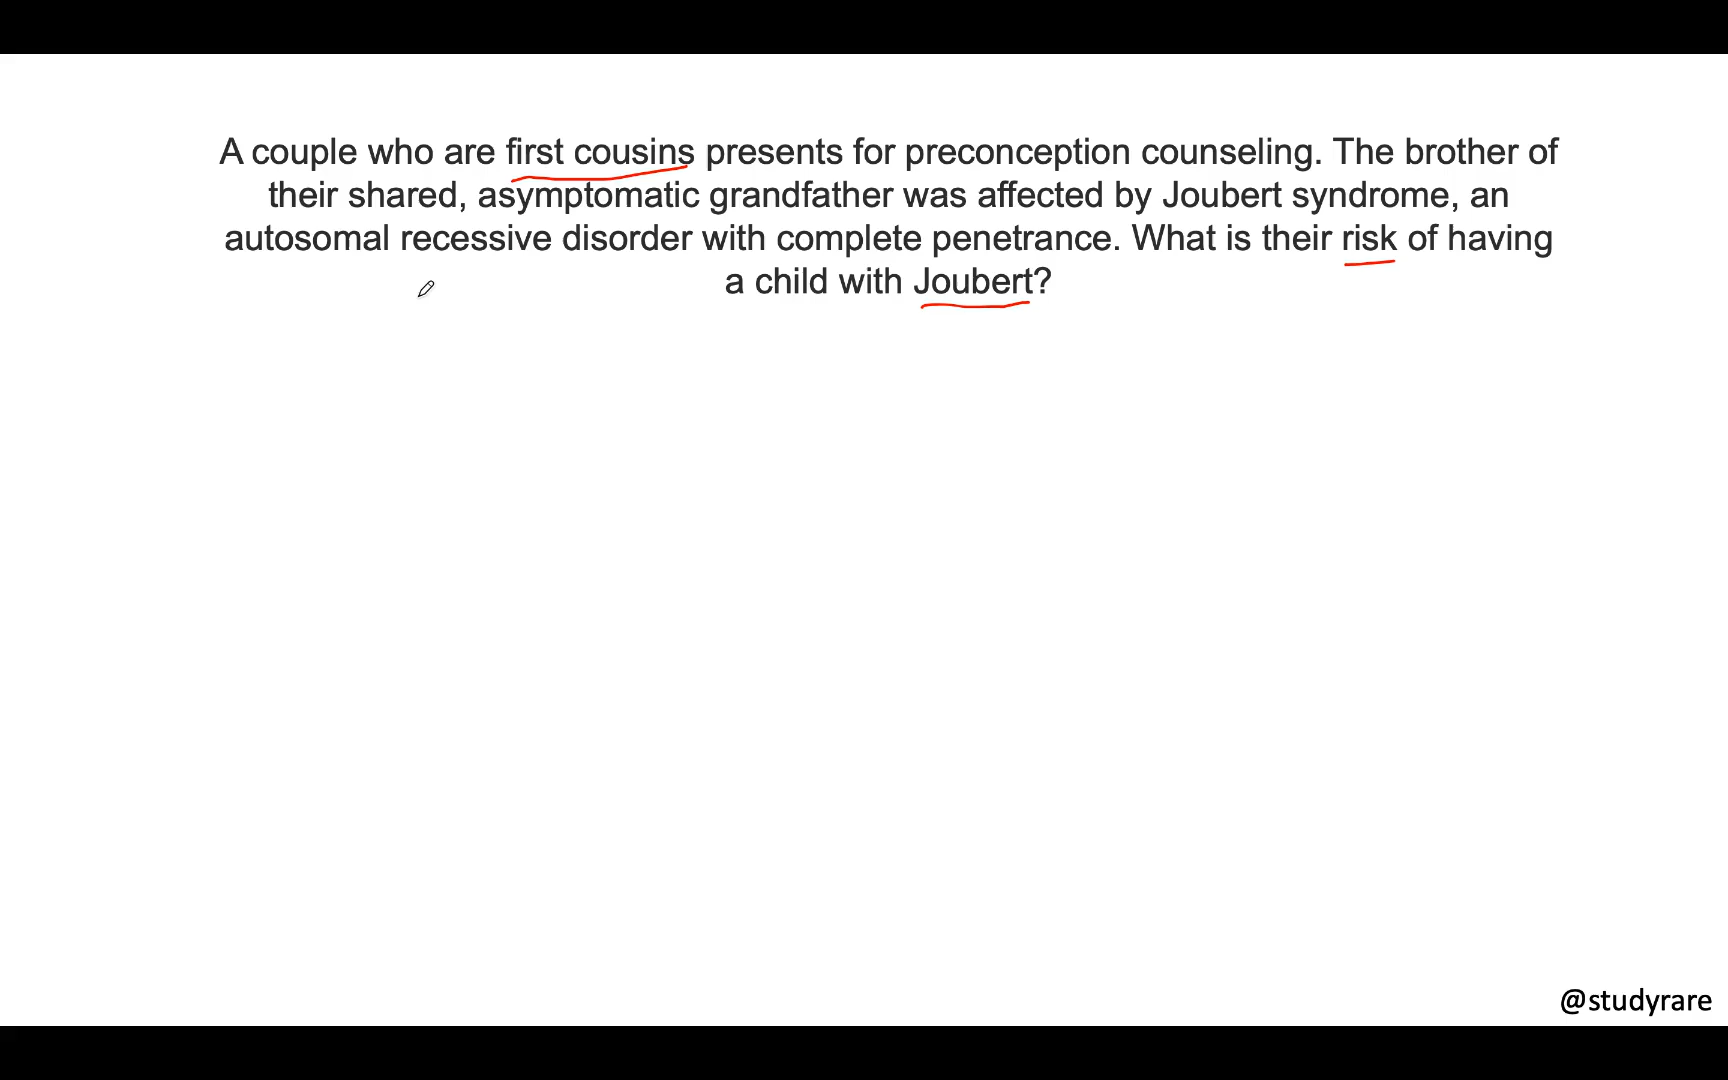 A couple who are first cousins presents for preconception counseling. The brother of
their shared, asymptomatic grandfather was affected by Joubert syndrome, an
autosomal recessive disorder with complete penetrance. What is their risk of having
a child with Joubert?
@studyrare